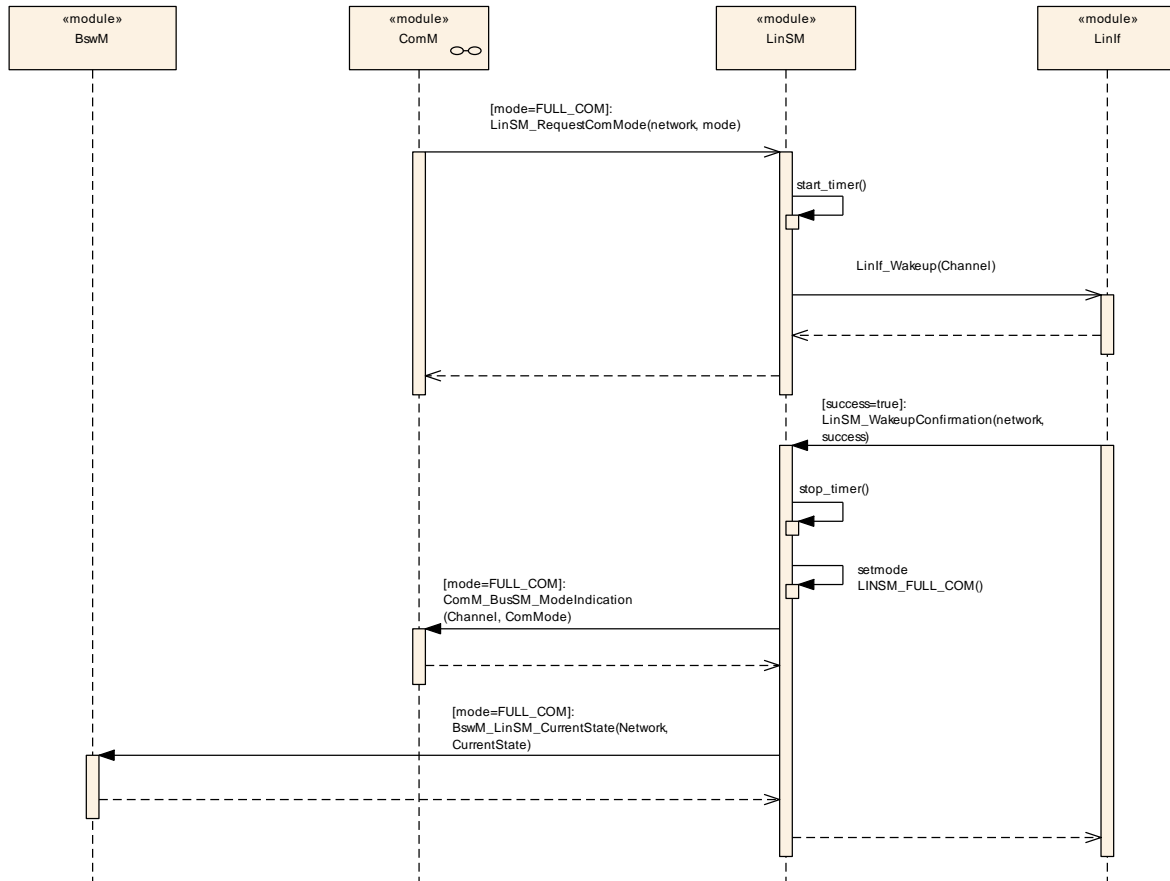 «module»
BswM
«module»
ComM
«module»
LinSM
«module»
LinIf
[mode=FULL_COM]:
LinSM_RequestComMode(network, mode)
start_timer()
LinIf_Wakeup(Channel)
[success=true]:
LinSM_WakeupConfirmation(network,
success)
stop_timer()
setmode
LINSM_FULL_COM()
[mode=FULL_COM]:
ComM_BusSM_ModeIndication
(Channel, ComMode)
[mode=FULL_COM]:
BswM_LinSM_CurrentState(Network,
CurrentState)